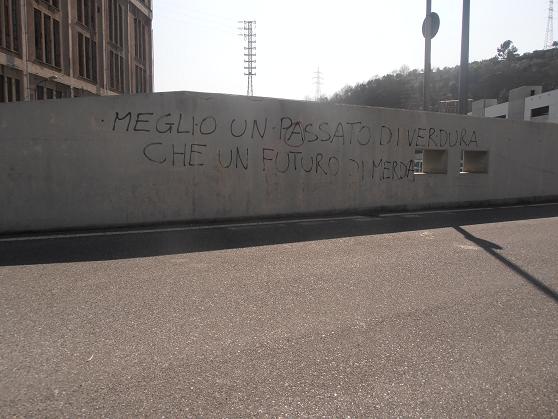 MEGLIO UN PASSATO DI VERDURA
CHE UN FUTURO DI MERDA